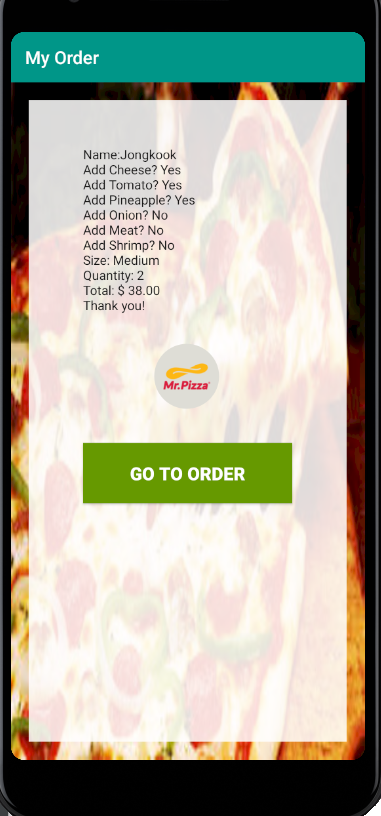 My Order
Name:Jongkook
Add Cheese? Yes
Add Tomato? Yes
Add Pineapple? Yes
Add Onion? No
Add Meat? No
Add Shrimp? No
Size: Medium
Quantity: 2
Total: $ 38.00
Thank you!
Mr.Pizza
GO TO ORDER